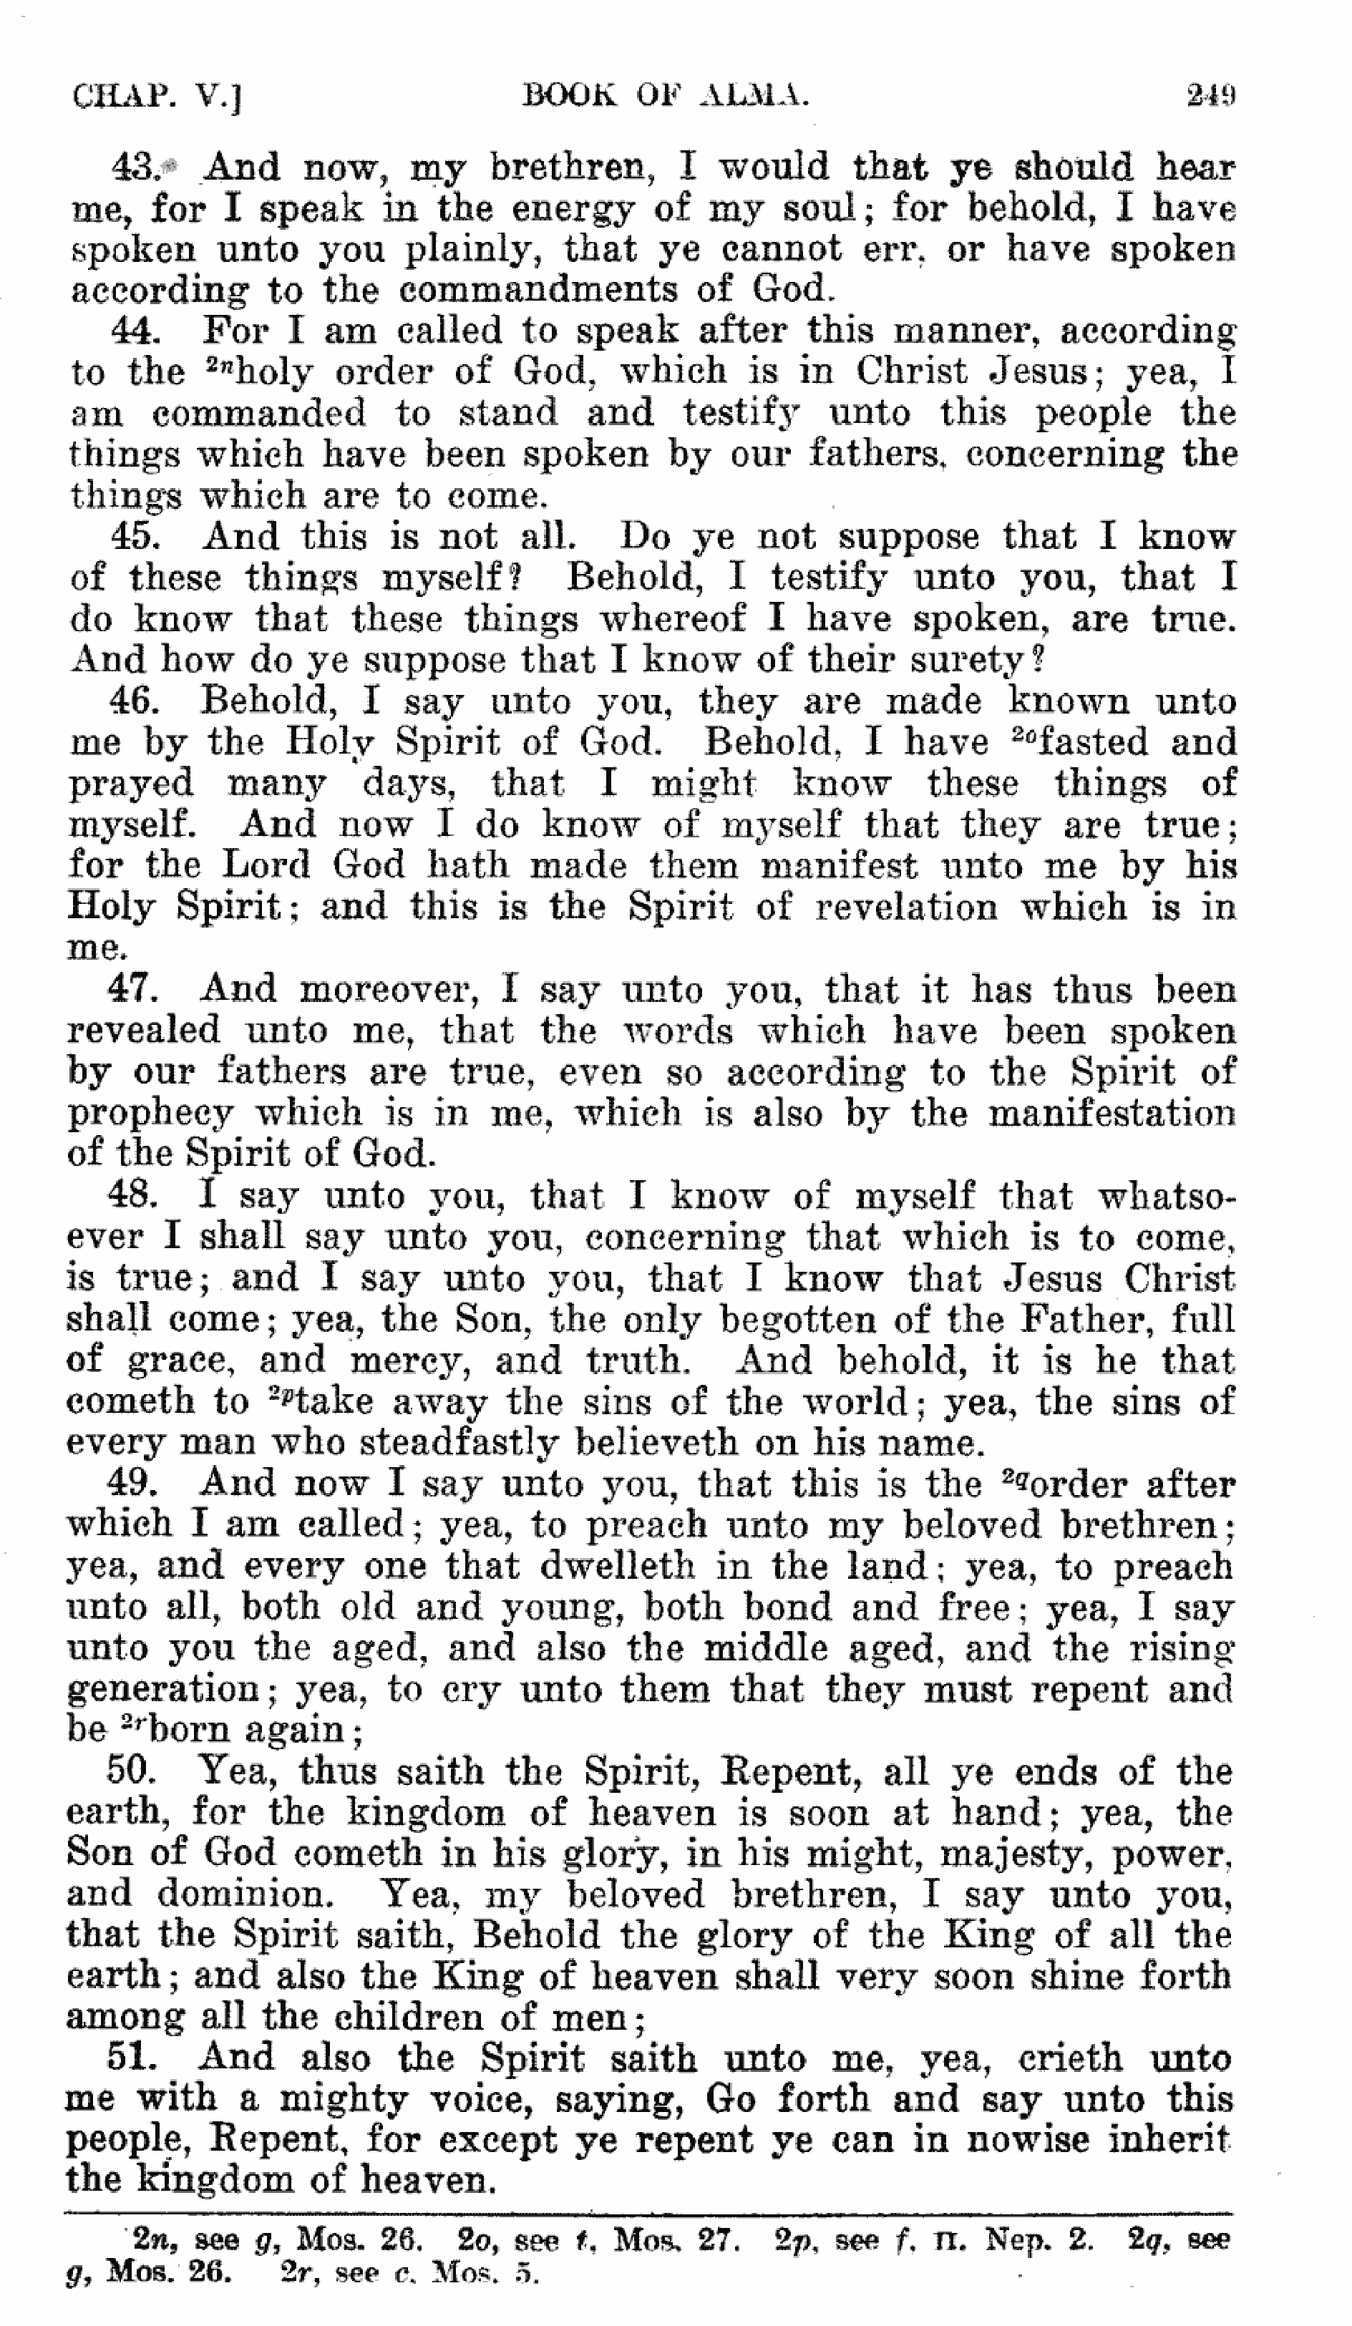 CHAP. V.] BOOK OF ALMA. 249
43. And now, my brethren, I would that ye should hear
me, for I speak in the energy of my soul; for behold, I have
spoken unto you plainly, that ye cannot err, or have spoken
according to the commandments of God.
44. For I am called to speak after this manner, according
to the ²ⁿholy order of God, which is in Christ Jesus; yea, I
am commanded to stand and testify unto this people the
things which have been spoken by our fathers, concerning the
things which are to come.
45. And this is not all. Do ye not suppose that I know
of these things myself? Behold, I testify unto you, that I
do know that these things whereof I have spoken, are true.
And how do ye suppose that I know of their surety?
46. Behold, I say unto you, they are made known unto
me by the Holy Spirit of God. Behold, I have ²ᵒfasted and
prayed many days, that I might know these things of
myself. And now I do know of myself that they are true;
for the Lord God hath made them manifest unto me by his
Holy Spirit; and this is the Spirit of revelation which is in
me.
47. And moreover, I say unto you, that it has thus been
revealed unto me, that the words which have been spoken
by our fathers are true, even so according to the Spirit of
prophecy which is in me, which is also by the manifestation
of the Spirit of God.
48. I say unto you, that I know of myself that whatso-
ever I shall say unto you, concerning that which is to come,
is true; and I say unto you, that I know that Jesus Christ
shall come; yea, the Son, the only begotten of the Father, full
of grace, and mercy, and truth. And behold, it is he that
cometh to ²ᵖtake away the sins of the world; yea, the sins of
every man who steadfastly believeth on his name.
49. And now I say unto you, that this is the ²𐞥order after
which I am called; yea, to preach unto my beloved brethren;
yea, and every one that dwelleth in the land; yea, to preach
unto all, both old and young, both bond and free; yea, I say
unto you the aged, and also the middle aged, and the rising
generation; yea, to cry unto them that they must repent and
be ²ʳborn again;
50. Yea, thus saith the Spirit, Repent, all ye ends of the
earth, for the kingdom of heaven is soon at hand; yea, the
Son of God cometh in his glory, in his might, majesty, power,
and dominion. Yea, my beloved brethren, I say unto you,
that the Spirit saith, Behold the glory of the King of all the
earth; and also the King of heaven shall very soon shine forth
among all the children of men;
51. And also the Spirit saith unto me, yea, crieth unto
me with a mighty voice, saying, Go forth and say unto this
people, Repent, for except ye repent ye can in nowise inherit
the kingdom of heaven.
2n, see g, Mos. 26. 2o, see t, Mos. 27. 2p, see f, II. Nep. 2. 2q, see
g, Mos. 26. 2r, see c, Mos. 5.